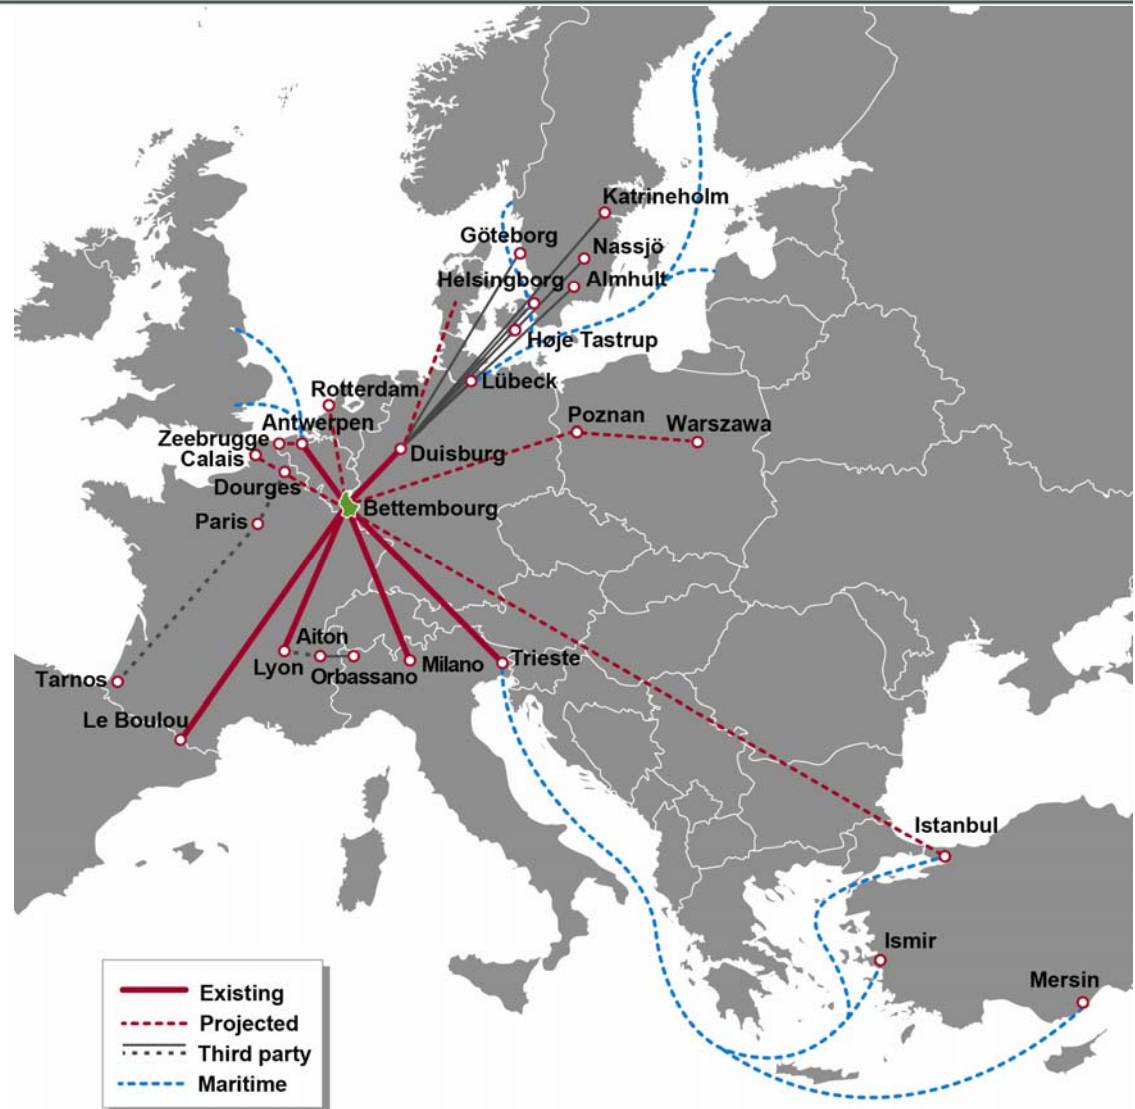 Katrineholm
Göteborg
Nassjö
Helsingborg
Almhult
Høje Tastrup
Lübeck
Rotterdam
Poznan
Warszawa
Antwerpen
Zeebrugge
Calais
Duisburg
Dourges
Bettembourg
Paris
Aiton
Lyon
Orbassano
Milano
Trieste
Tarnos
Le Boulou
Istanbul
Ismir
Mersin
Existing
Projected
Third party
Maritime